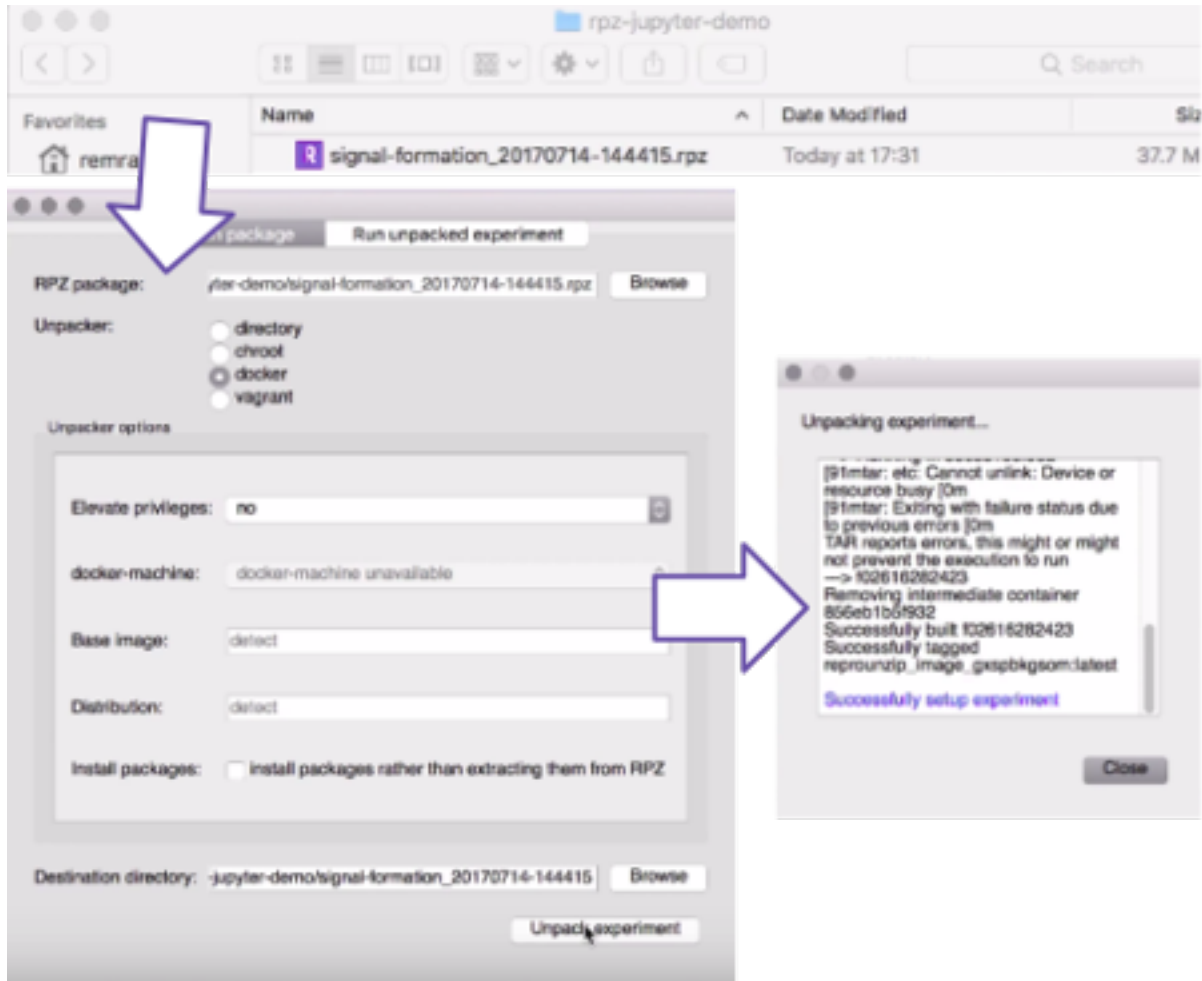 rpz-jupyter-demo
Search
Favorites
Name
Date Modified
Siz
remra
signal-formation_20170714-144415.rpz
Today at 17:31
37.7 M
package
Run unpacked experiment
RPZ package:
yter-demo/signal-formation_20170714-144415.rpz
Browse
Unpacker:
directory
chroot
docker
vagrant
Unpacker options
Elevate privileges:
no
docker-machine:
docker-machine unavailable
Base image:
detect
Distribution:
detect
Install packages:
install packages rather than extracting them from RPZ
Destination directory:
-jupyter-demo/signal-formation_20170714-144415
Browse
Unpack experiment
Unpacking experiment...
[91mtar: etc: Cannot unlink: Device or
resource busy [0m
[91mtar: Exiting with failure status due
to previous errors [0m
TAR reports errors, this might or might
not prevent the execution to run
---> f02616282423
Removing intermediate container
856eb1b5f932
Successfully built f02616282423
Successfully tagged
reprounzip_image_gxspbkgsom:latest
Successfully setup experiment
Close